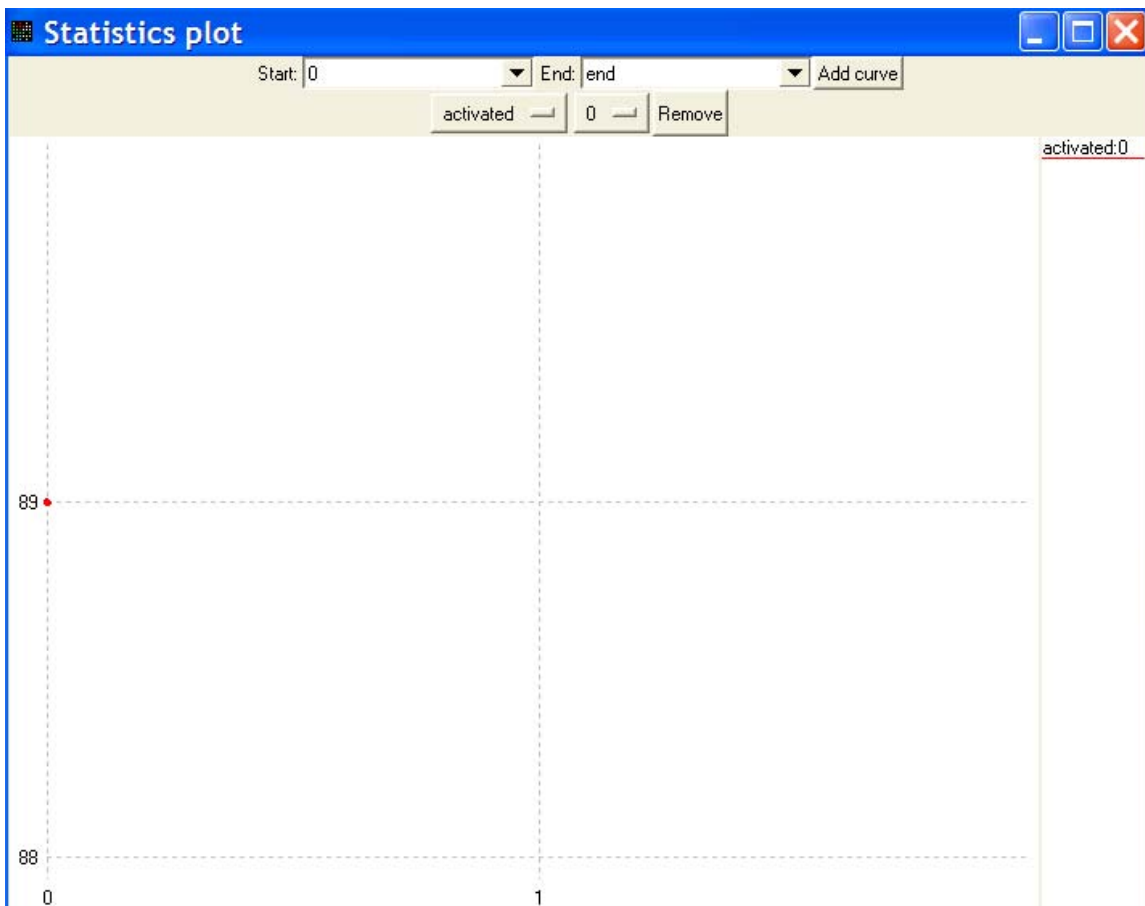 Statistics plot
Start: 0 End: end Add curve
activated 0 Remove
activated:0
89
88
0 1